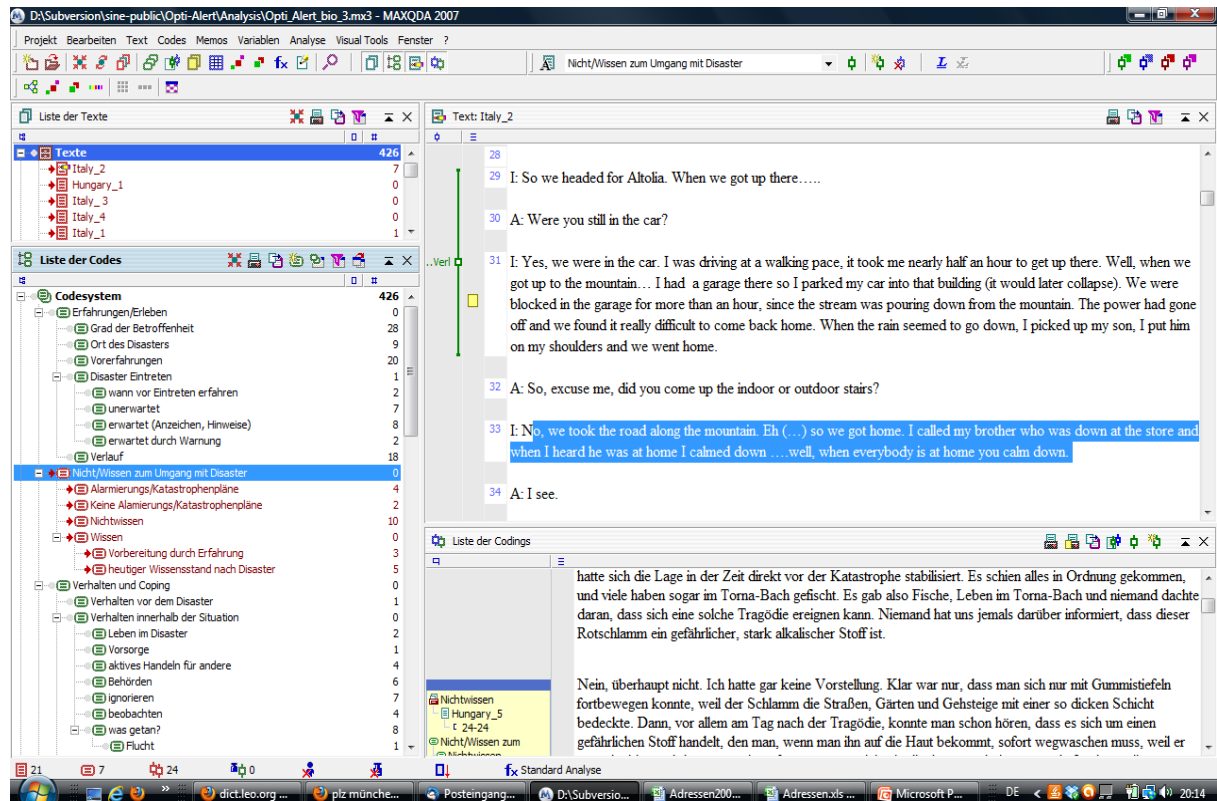 D:\Subversion\sine-public\Opti-Alert\Analysis\Opti_Alert_bio_3.mx3 - MAXQDA 2007
Projekt Bearbeiten Text Codes Memos Variablen Analyse Visual Tools Fenster ?
Nicht/Wissen zum Umgang mit Disaster
Liste der Texte
Texte 426
Italy_2 7
Hungary_1 0
Italy_ 3 0
Italy_4 0
Italy_1 1
Liste der Codes
Codesystem 426
Erfahrungen/Erleben 0
Grad der Betroffenheit 28
Ort des Disasters 9
Vorerfahrungen 20
Disaster Eintreten 1
wann vor Eintreten erfahren 2
unerwartet 7
erwartet (Anzeichen, Hinweise) 8
erwartet durch Warnung 2
Verlauf 18
Nicht/Wissen zum Umgang mit Disaster 0
Alarmierungs/Katastrophenpläne 4
Keine Alamierungs/Katastrophenpläne 2
Nichtwissen 10
Wissen 0
Vorbereitung durch Erfahrung 3
heutiger Wissensstand nach Disaster 5
Verhalten und Coping 0
Verhalten vor dem Disaster 1
Verhalten innerhalb der Situation 0
Leben im Disaster 2
Vorsorge 1
aktives Handeln für andere 4
Behörden 6
ignorieren 7
beobachten 4
was getan? 8
Flucht 1
Text: Italy_2
28
29 I: So we headed for Altolia. When we got up there…..
30 A: Were you still in the car?
..Verl
31 I: Yes, we were in the car. I was driving at a walking pace, it took me nearly half an hour to get up there. Well, when we
got up to the mountain… I had a garage there so I parked my car into that building (it would later collapse). We were
blocked in the garage for more than an hour, since the stream was pouring down from the mountain. The power had gone
off and we found it really difficult to come back home. When the rain seemed to go down, I picked up my son, I put him
on my shoulders and we went home.
32 A: So, excuse me, did you come up the indoor or outdoor stairs?
33 I: No, we took the road along the mountain. Eh (…) so we got home. I called my brother who was down at the store and
when I heard he was at home I calmed down ….well, when everybody is at home you calm down.
34 A: I see.
Liste der Codings
hatte sich die Lage in der Zeit direkt vor der Katastrophe stabilisiert. Es schien alles in Ordnung gekommen,
und viele haben sogar im Torna-Bach gefischt. Es gab also Fische, Leben im Torna-Bach und niemand dachte
daran, dass sich eine solche Tragödie ereignen kann. Niemand hat uns jemals darüber informiert, dass dieser
Rotschlamm ein gefährlicher, stark alkalischer Stoff ist.
Nein, überhaupt nicht. Ich hatte gar keine Vorstellung. Klar war nur, dass man sich nur mit Gummistiefeln
fortbewegen konnte, weil der Schlamm die Straßen, Gärten und Gehsteige mit einer so dicken Schicht
bedeckte. Dann, vor allem am Tag nach der Tragödie, konnte man schon hören, dass es sich um einen
gefährlichen Stoff handelt, den man, wenn man ihn auf die Haut bekommt, sofort wegwaschen muss, weil er
Nichtwissen
Hungary_5
24-24
Nicht/Wissen zum
21 7 24 0 Standard Analyse
dict.leo.org ... plz münche... Posteingang... D:\Subversio... Adressen200... Adressen.xls ... Microsoft P... DE 20:14